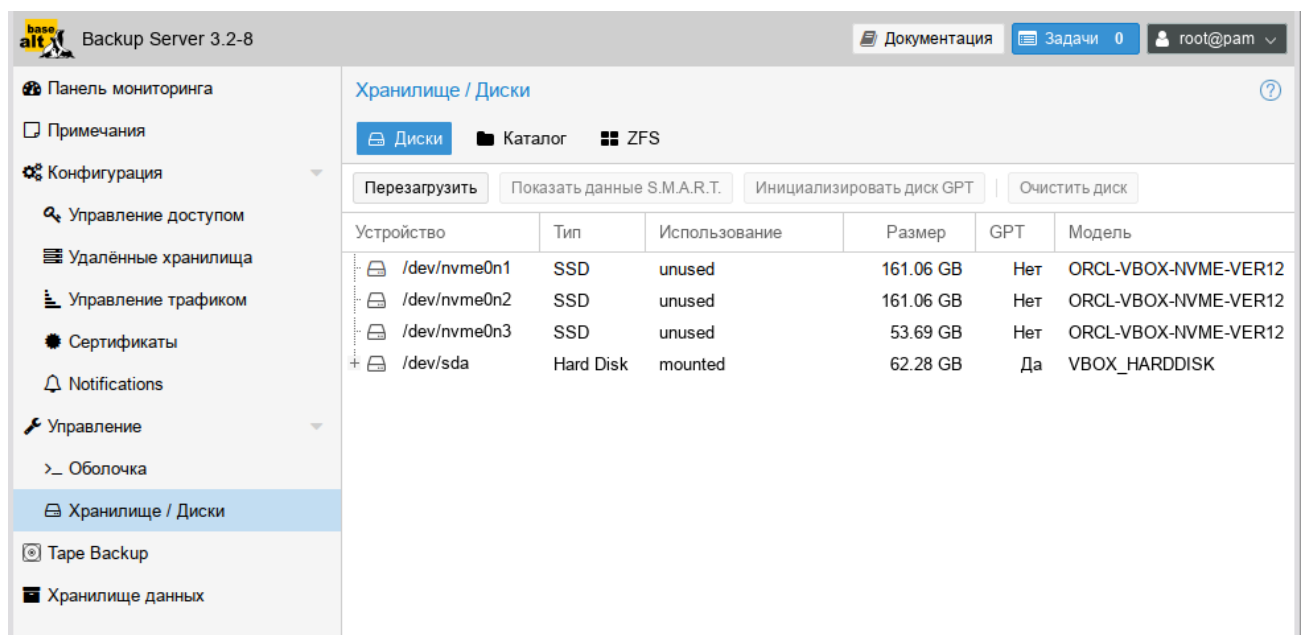 base alt Backup Server 3.2-8 Документация Задачи 0 root@pam
Панель мониторинга
Примечания
Конфигурация
Управление доступом
Удалённые хранилища
Управление трафиком
Сертификаты
Notifications
Управление
Оболочка
Хранилище / Диски
Tape Backup
Хранилище данных
Хранилище / Диски ?
Диски Каталог ZFS
Перезагрузить Показать данные S.M.A.R.T. Инициализировать диск GPT Очистить диск
Устройство Тип Использование Размер GPT Модель
/dev/nvme0n1 SSD unused 161.06 GB Нет ORCL-VBOX-NVME-VER12
/dev/nvme0n2 SSD unused 161.06 GB Нет ORCL-VBOX-NVME-VER12
/dev/nvme0n3 SSD unused 53.69 GB Нет ORCL-VBOX-NVME-VER12
/dev/sda Hard Disk mounted 62.28 GB Да VBOX_HARDDISK